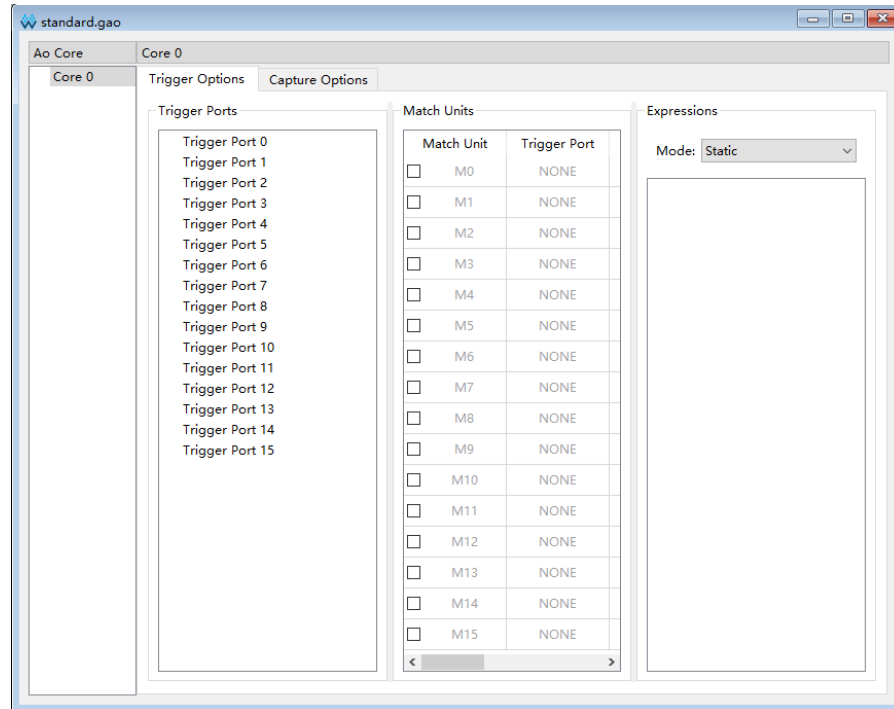 standard.gao
Ao Core
Core 0
Core 0
Trigger Options
Capture Options
Trigger Ports
Trigger Port 0
Trigger Port 1
Trigger Port 2
Trigger Port 3
Trigger Port 4
Trigger Port 5
Trigger Port 6
Trigger Port 7
Trigger Port 8
Trigger Port 9
Trigger Port 10
Trigger Port 11
Trigger Port 12
Trigger Port 13
Trigger Port 14
Trigger Port 15
Match Units
Match Unit Trigger Port
M0 NONE
M1 NONE
M2 NONE
M3 NONE
M4 NONE
M5 NONE
M6 NONE
M7 NONE
M8 NONE
M9 NONE
M10 NONE
M11 NONE
M12 NONE
M13 NONE
M14 NONE
M15 NONE
Expressions
Mode: Static